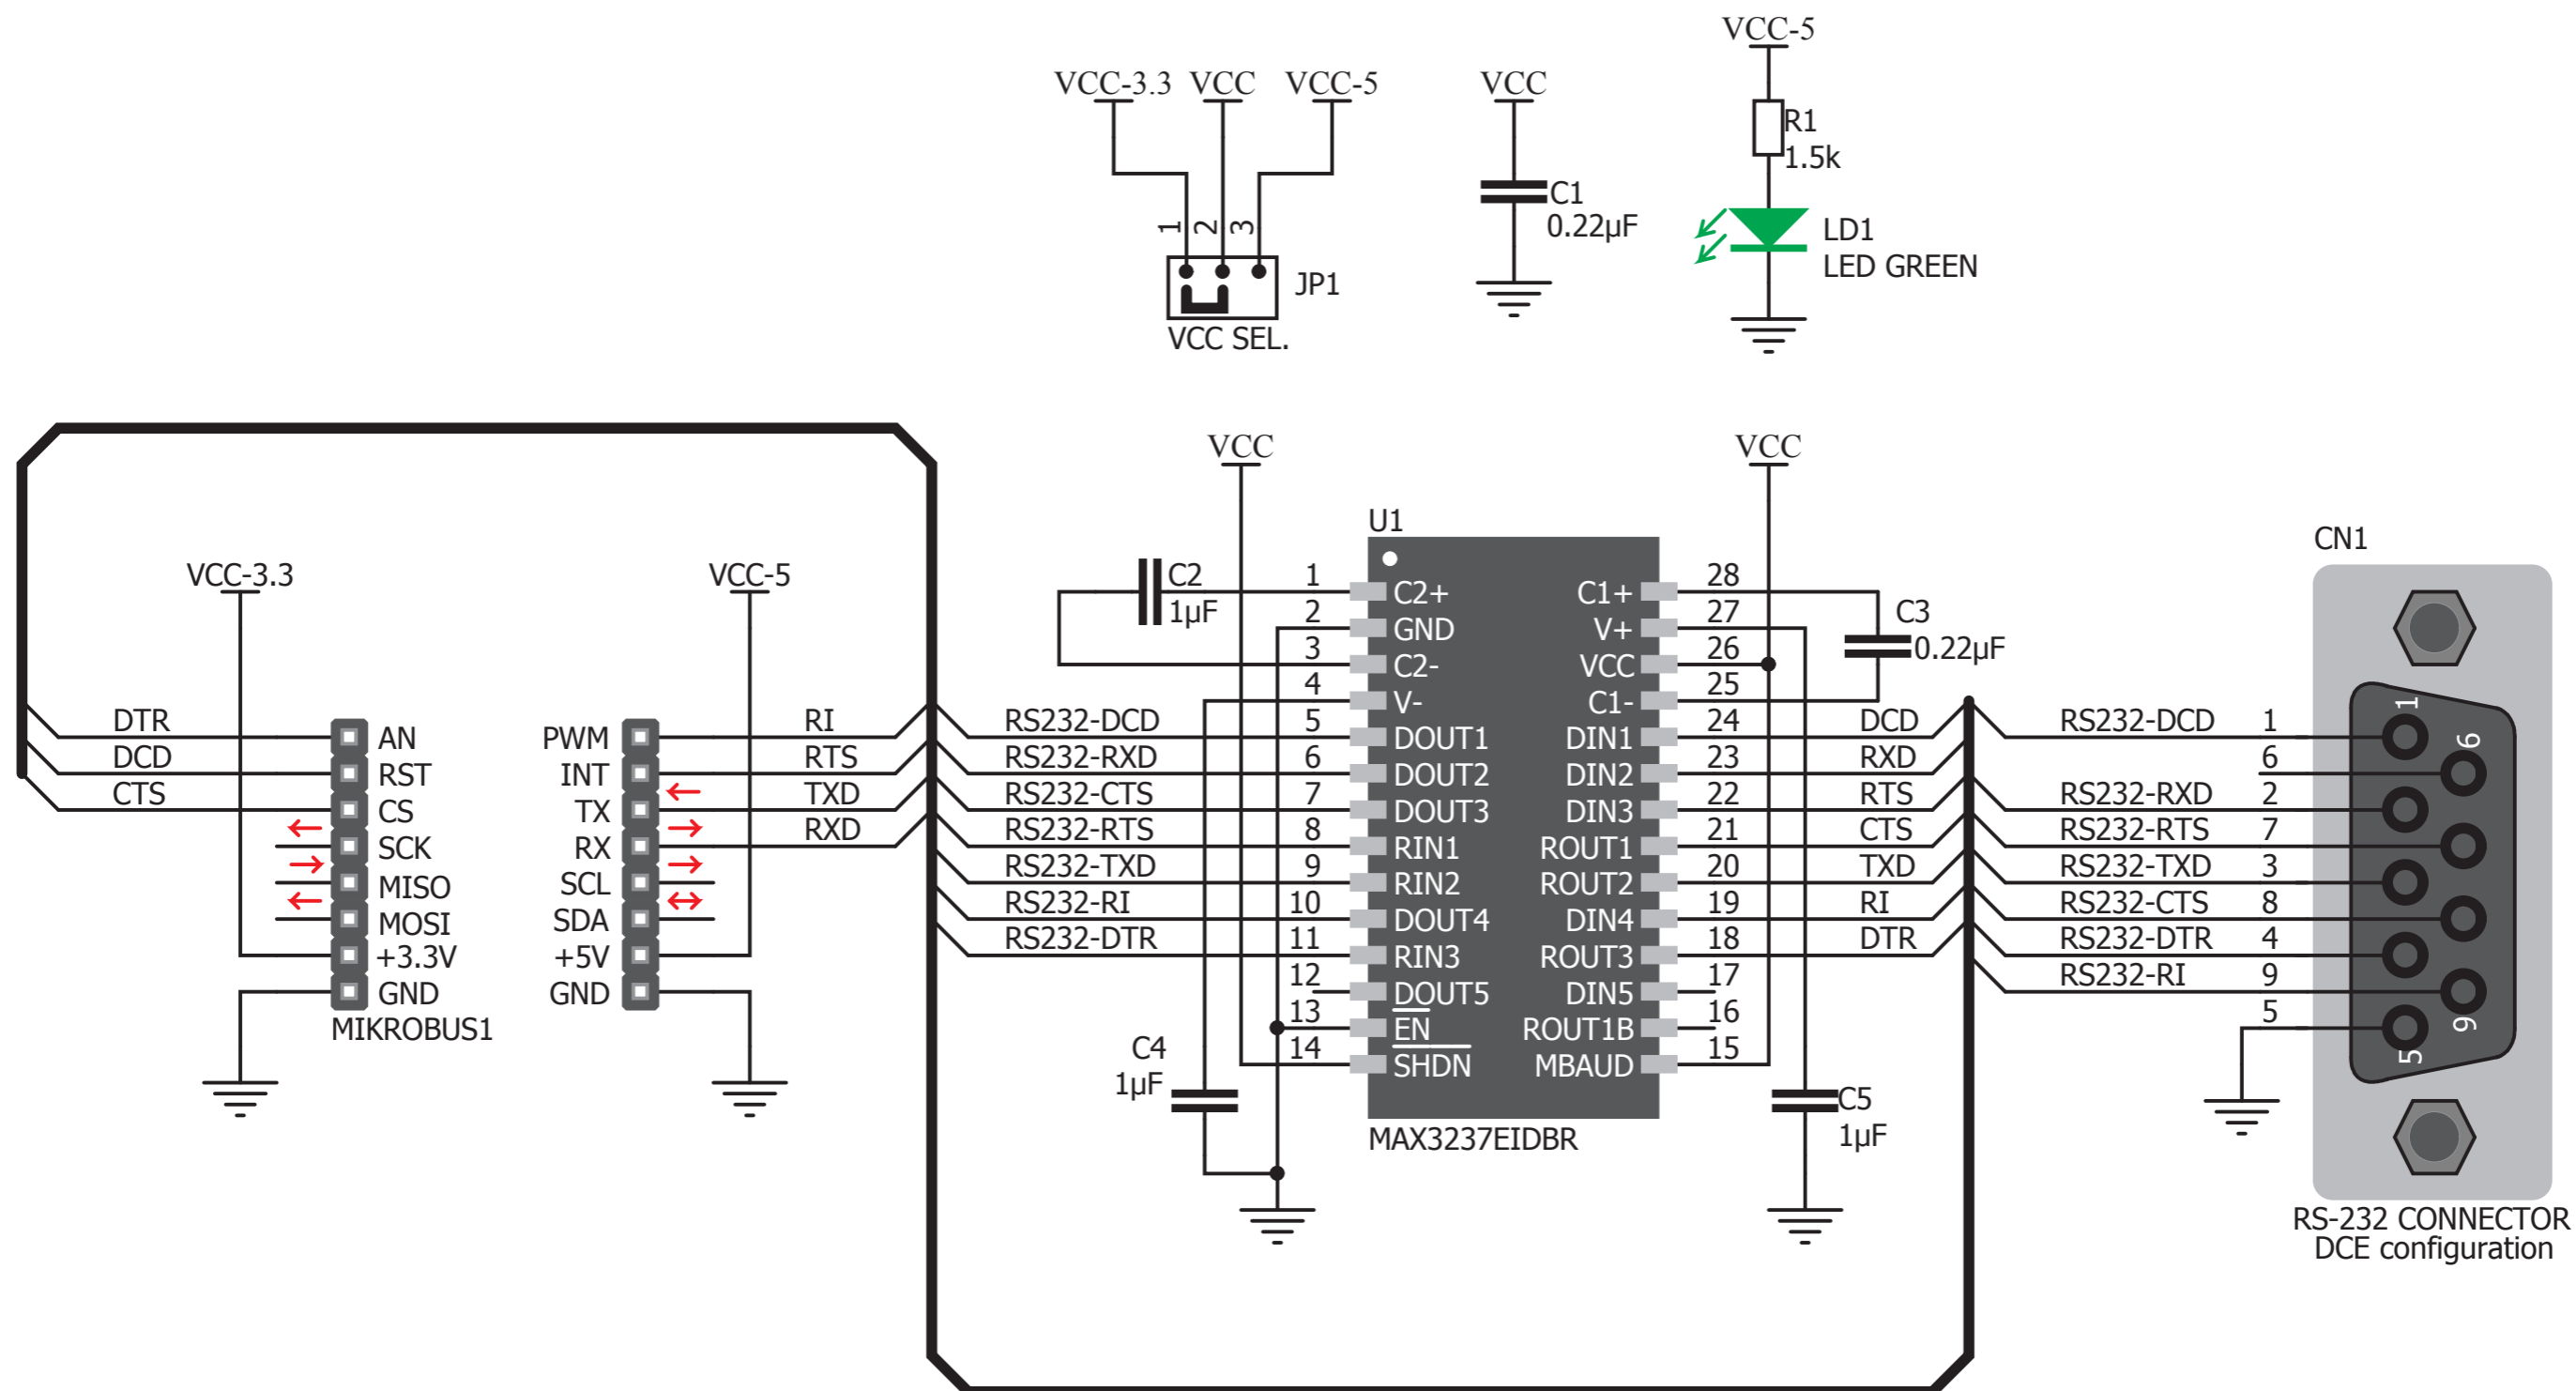 VCC-5
VCC-3.3 VCC VCC-5
VCC
R1
1.5k
1 2 3
C1
0.22µF
LD1
LED GREEN
JP1
VCC SEL.
VCC
VCC
U1
CN1
VCC-3.3
VCC-5
C2
1µF
C3
0.22µF
1 C2+ C1+ 28
2 GND V+ 27
3 C2- VCC 26
4 V- C1- 25
DTR AN PWM RI
DCD RST INT RTS
CTS CS TX TXD
SCK RX RXD
MISO SCL
MOSI SDA
+3.3V +5V
GND GND
MIKROBUS1
RS232-DCD 5 DOUT1 DIN1 24 DCD
RS232-RXD 6 DOUT2 DIN2 23 RXD
RS232-CTS 7 DOUT3 DIN3 22 RTS
RS232-RTS 8 RIN1 ROUT1 21 CTS
RS232-TXD 9 RIN2 ROUT2 20 TXD
RS232-RI 10 DOUT4 DIN4 19 RI
RS232-DTR 11 RIN3 ROUT3 18 DTR
12 DOUT5 DIN5 17
13 EN ROUT1B 16
14 SHDN MBAUD 15
MAX3237EIDBR
C4
1µF
C5
1µF
RS232-DCD 1
6
RS232-RXD 2
RS232-RTS 7
RS232-TXD 3
RS232-CTS 8
RS232-DTR 4
RS232-RI 9
5
1
6
9
5
RS-232 CONNECTOR
DCE configuration